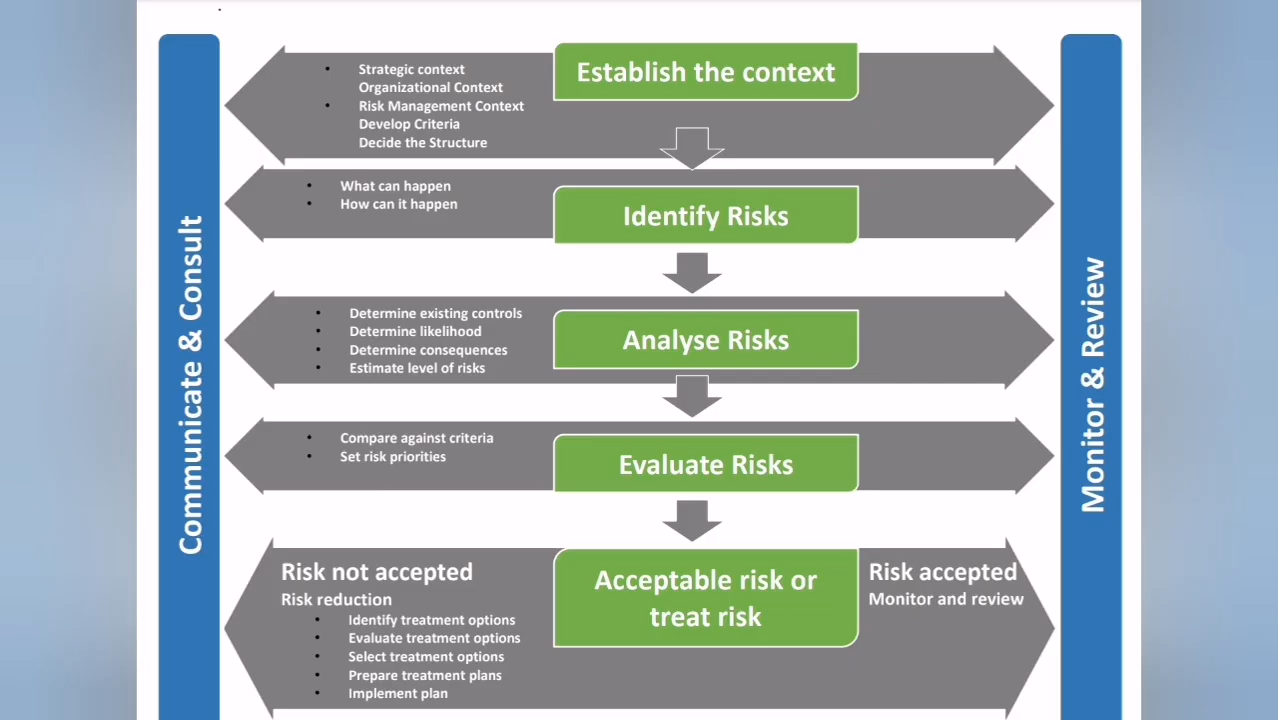 Communicate & Consult
Establish the context
• Strategic context
Organizational Context
• Risk Management Context
Develop Criteria
Decide the Structure
Identify Risks
• What can happen
• How can it happen
Analyse Risks
• Determine existing controls
• Determine likelihood
• Determine consequences
• Estimate level of risks
Evaluate Risks
• Compare against criteria
• Set risk priorities
Acceptable risk or
treat risk
Risk not accepted
Risk reduction
• Identify treatment options
• Evaluate treatment options
• Select treatment options
• Prepare treatment plans
• Implement plan
Risk accepted
Monitor and review
Monitor & Review